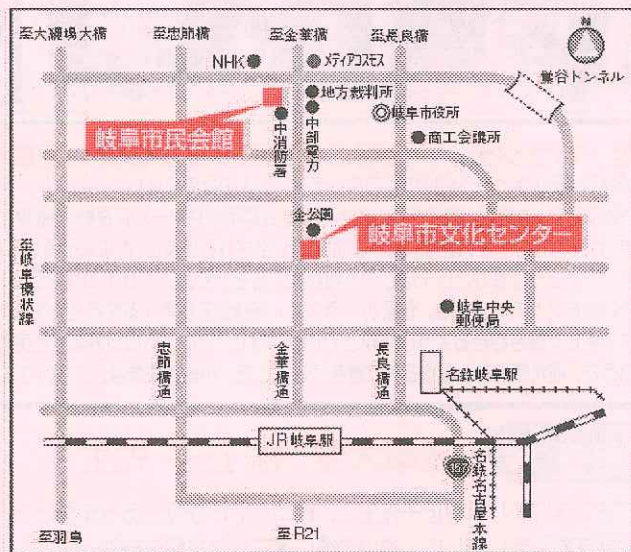 至大縄場大橋
至忠節橋
至金華橋
至長良橋
N
NHK
メディアコスモス
鶯谷トンネル
地方裁判所
岐阜市役所
岐阜市民会館
中消防署
中部電力
商工会議所
金公園
岐阜市文化センター
至岐阜環状線
岐阜中央
郵便局
忠節橋通
金華橋通
長良橋通
名鉄岐阜駅
JR岐阜駅
157
名鉄名古屋本線
至羽島
至R21